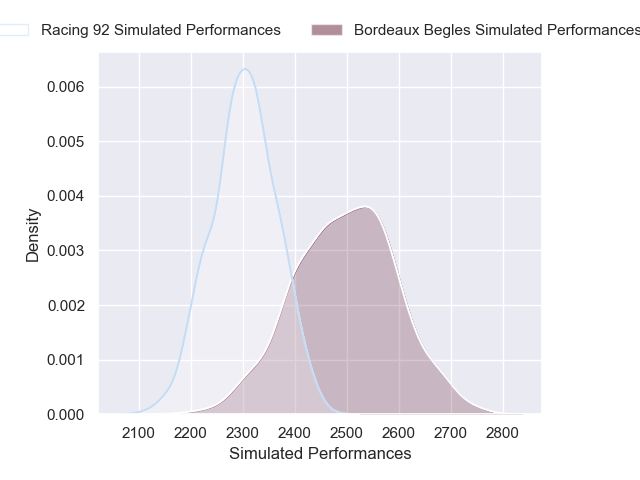 Racing 92 Simulated Performances
Bordeaux Begles Simulated Performances
0.006
0.005
0.004
0.003
0.002
0.001
0.000
Density
2100 2200 2300 2400 2500 2600 2700 2800
Simulated Performances